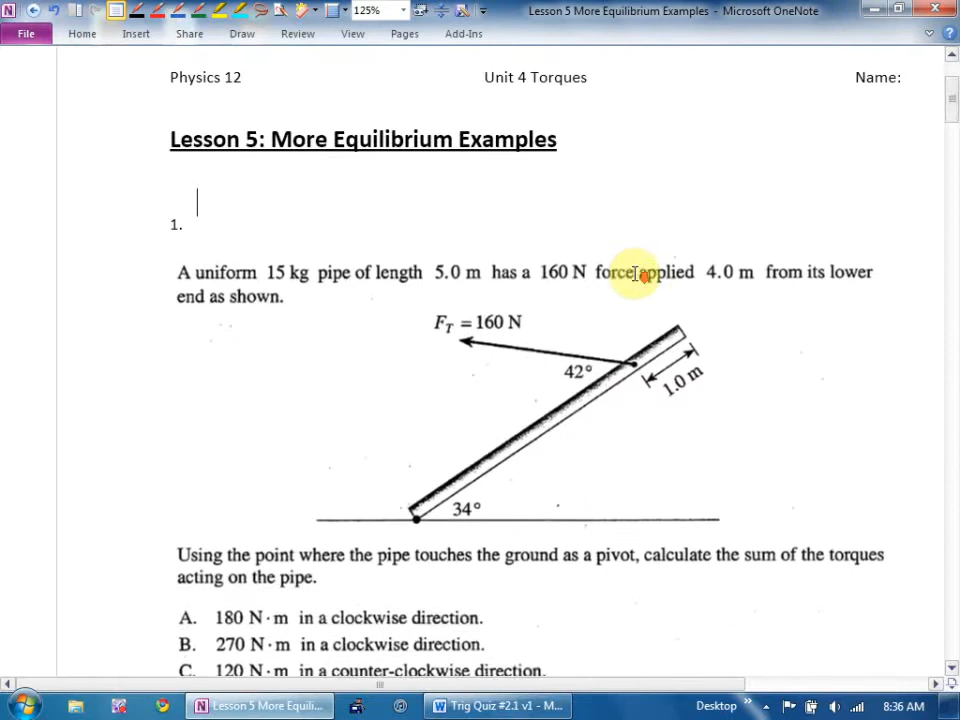 125%
Lesson 5 More Equilibrium Examples - Microsoft OneNote
File Home Insert Share Draw Review View Pages Add-Ins
Physics 12 Unit 4 Torques Name:
Lesson 5: More Equilibrium Examples
1.
A uniform 15 kg pipe of length 5.0 m has a 160 N force applied 4.0 m from its lower
end as shown.
F_T = 160 N
42°
1.0 m
34°
Using the point where the pipe touches the ground as a pivot, calculate the sum of the torques
acting on the pipe.
A. 180 N·m in a clockwise direction.
B. 270 N·m in a clockwise direction.
C. 120 N·m in a counter-clockwise direction.
Lesson 5 More Equili... Trig Quiz #2.1 v1 - M... Desktop 8:36 AM